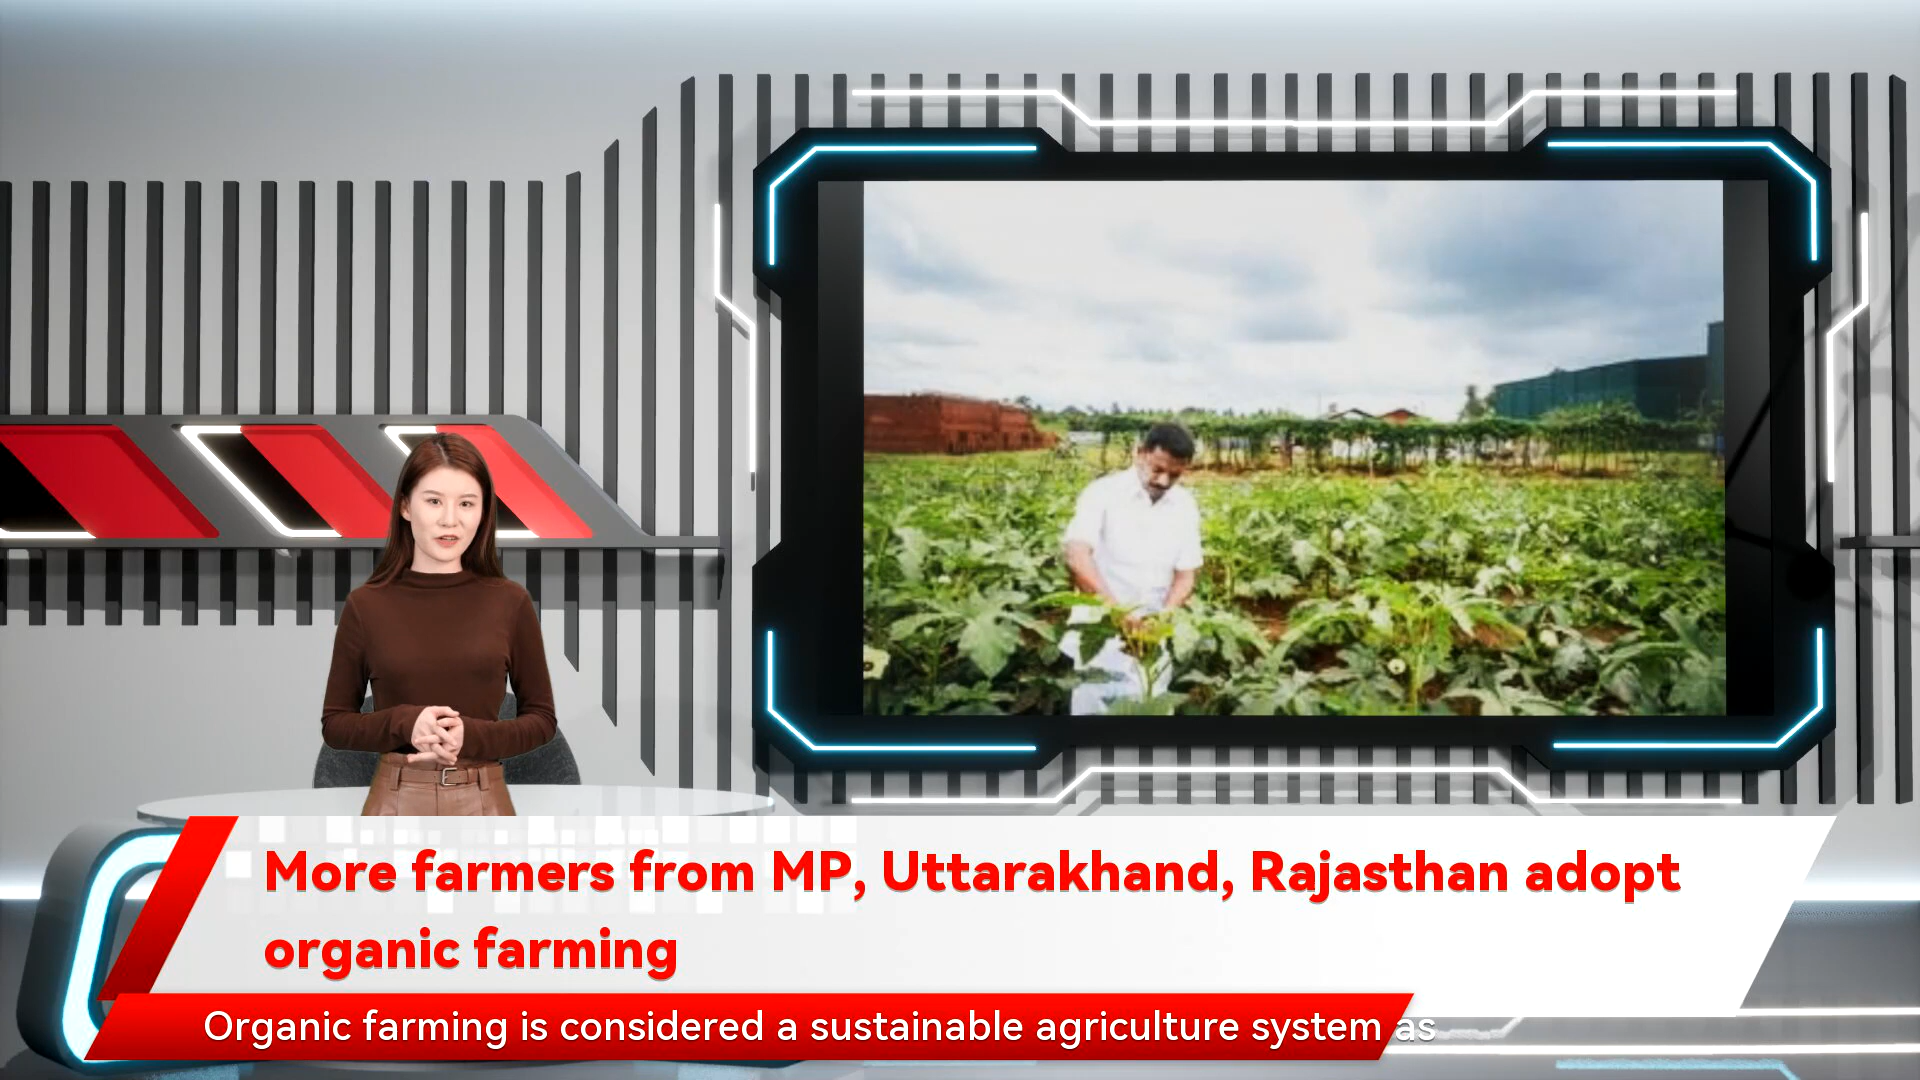 More farmers from MP, Uttarakhand, Rajasthan adopt
organic farming
Organic farming is considered a sustainable agriculture system as